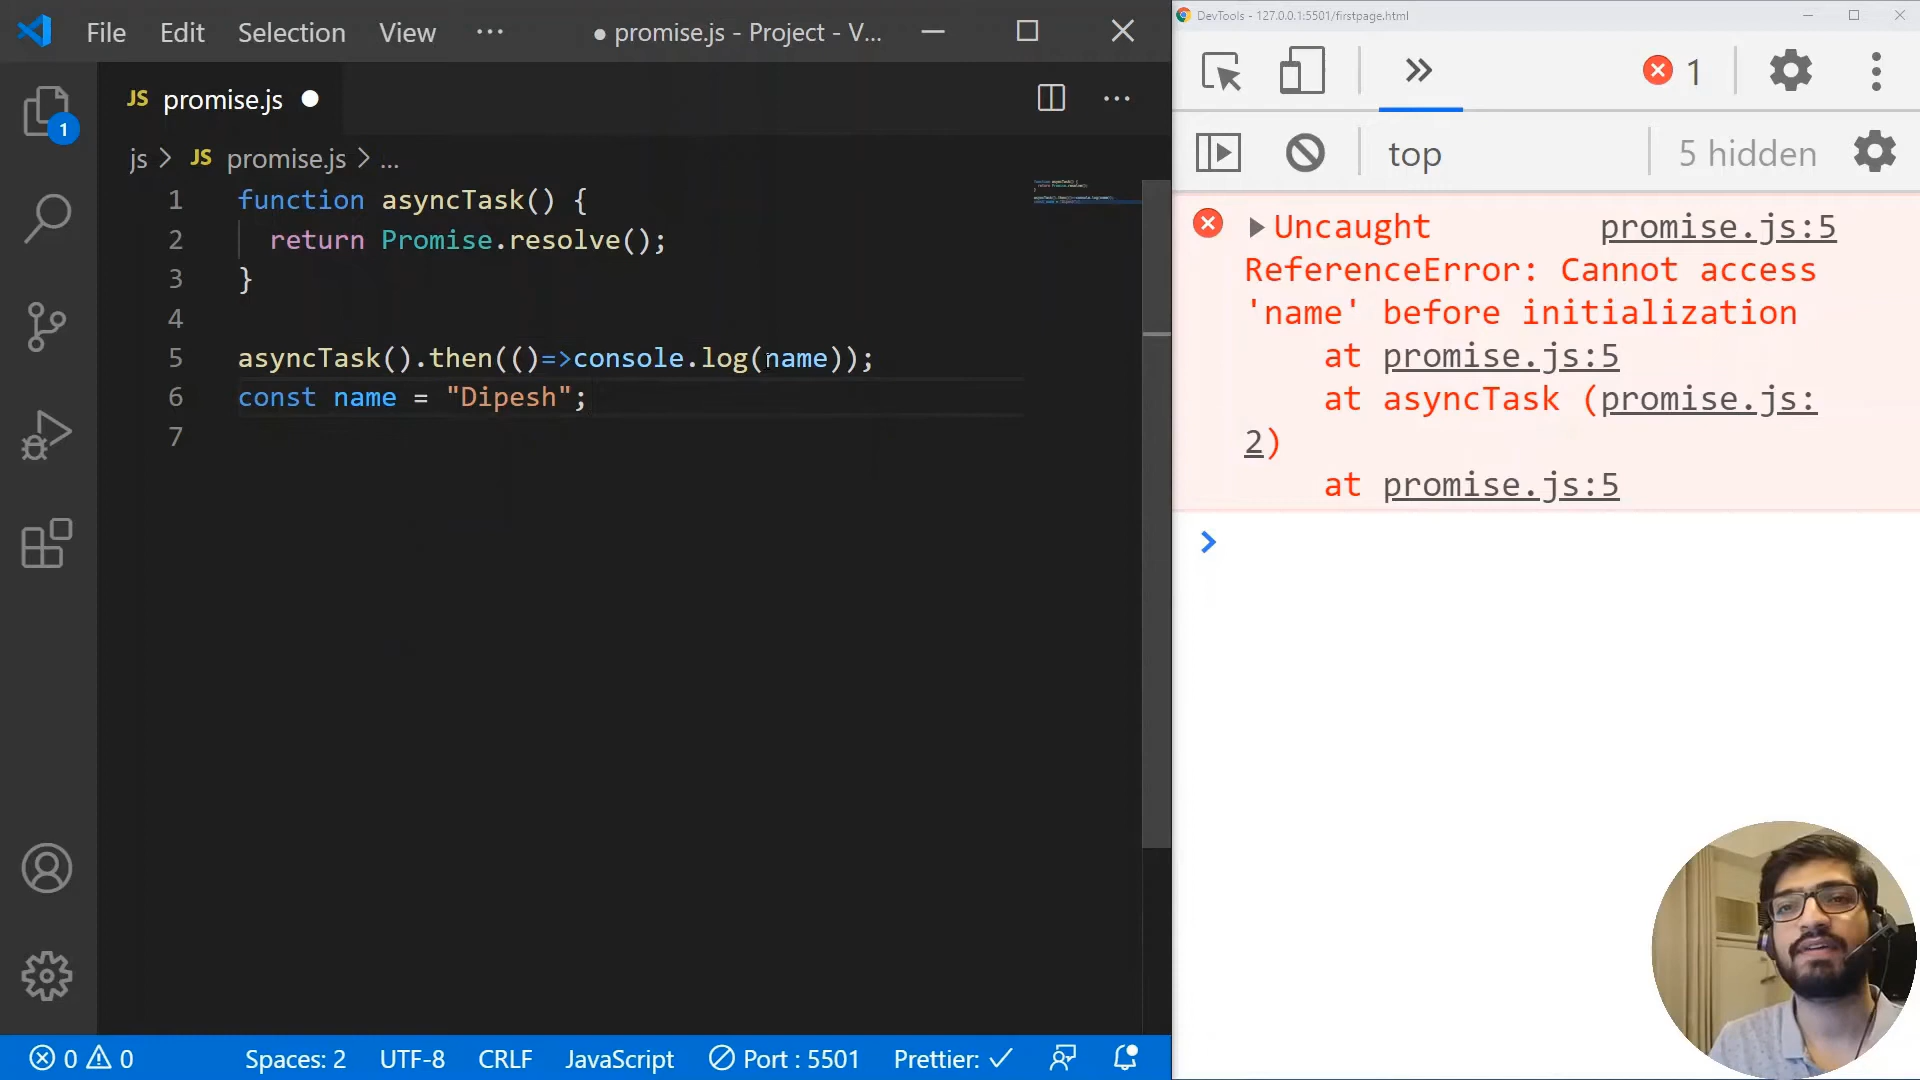 File Edit Selection View ··· ● promise.js - Project - V...
JS promise.js ●
1
js > JS promise.js > ...
1 function asyncTask() {
2 return Promise.resolve();
3 }
4
5 asyncTask().then(()=>console.log(name));
6 const name = "Dipesh";
7
0 0 Spaces: 2 UTF-8 CRLF JavaScript Port : 5501 Prettier: ✓
DevTools - 127.0.0.1:5501/firstpage.html
1
top 5 hidden
Uncaught promise.js:5
ReferenceError: Cannot access
'name' before initialization
at promise.js:5
at asyncTask (promise.js:
2)
at promise.js:5